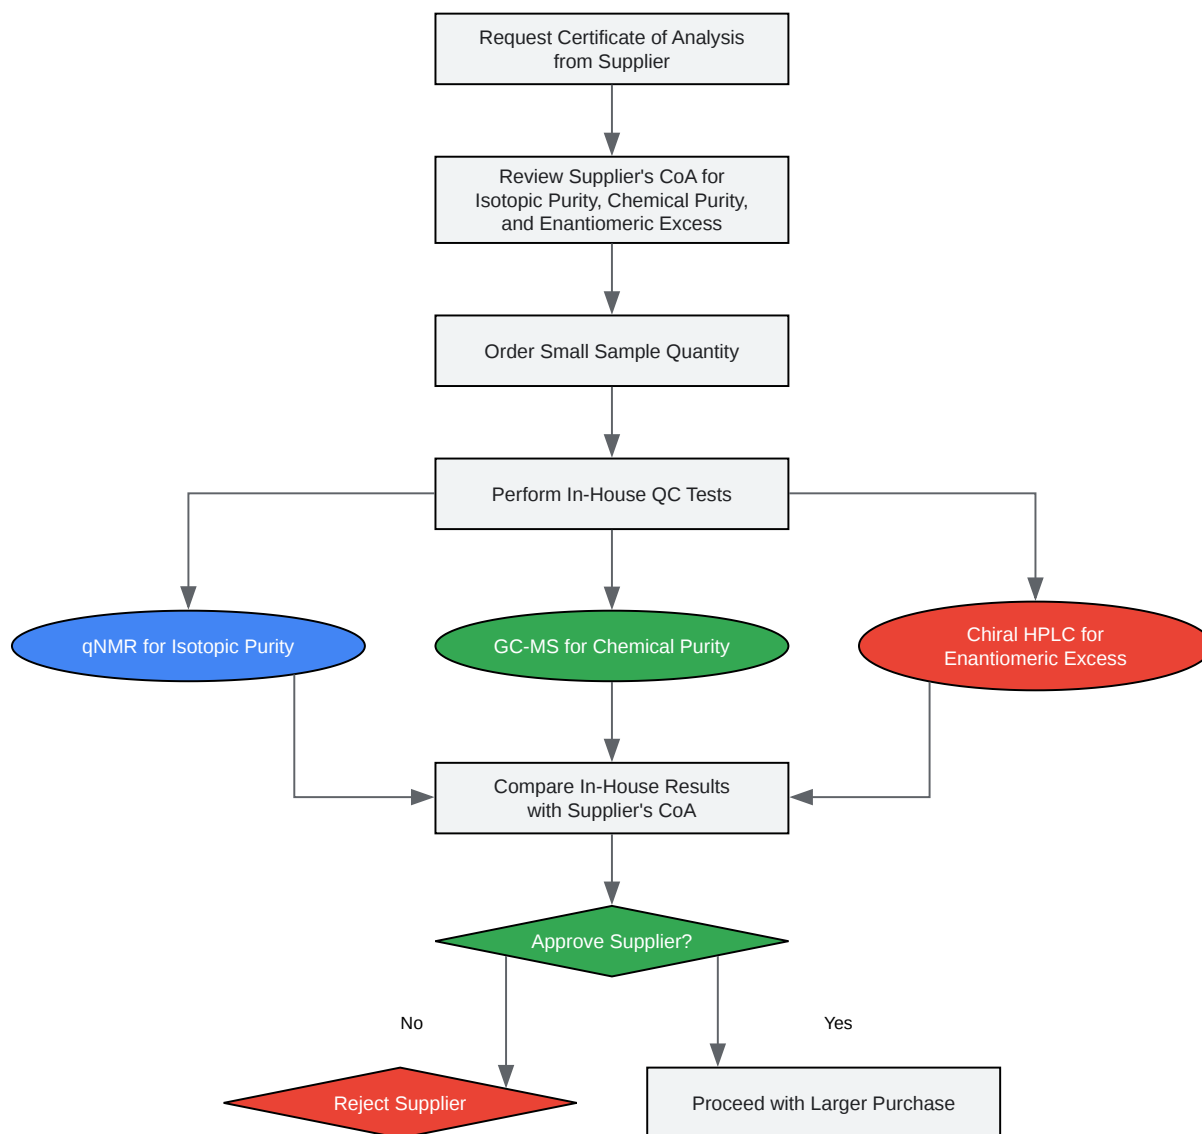 Request Certificate of Analysis
from Supplier
Review Supplier's CoA for
Isotopic Purity, Chemical Purity,
and Enantiomeric Excess
Order Small Sample Quantity
Perform In-House QC Tests
qNMR for Isotopic Purity
GC-MS for Chemical Purity
Chiral HPLC for
Enantiomeric Excess
Compare In-House Results
with Supplier's CoA
Approve Supplier?
No
Yes
Reject Supplier
Proceed with Larger Purchase